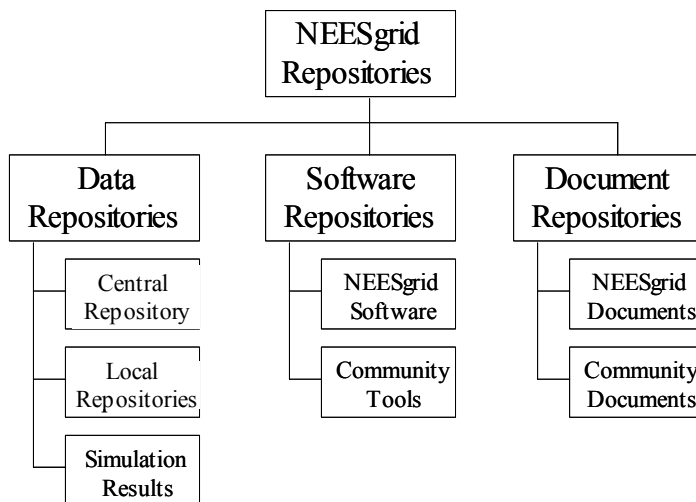 NEESgrid
Repositories
Data
Repositories
Software
Repositories
Document
Repositories
Central
Repository
Local
Repositories
Simulation
Results
NEESgrid
Software
Community
Tools
NEESgrid
Documents
Community
Documents